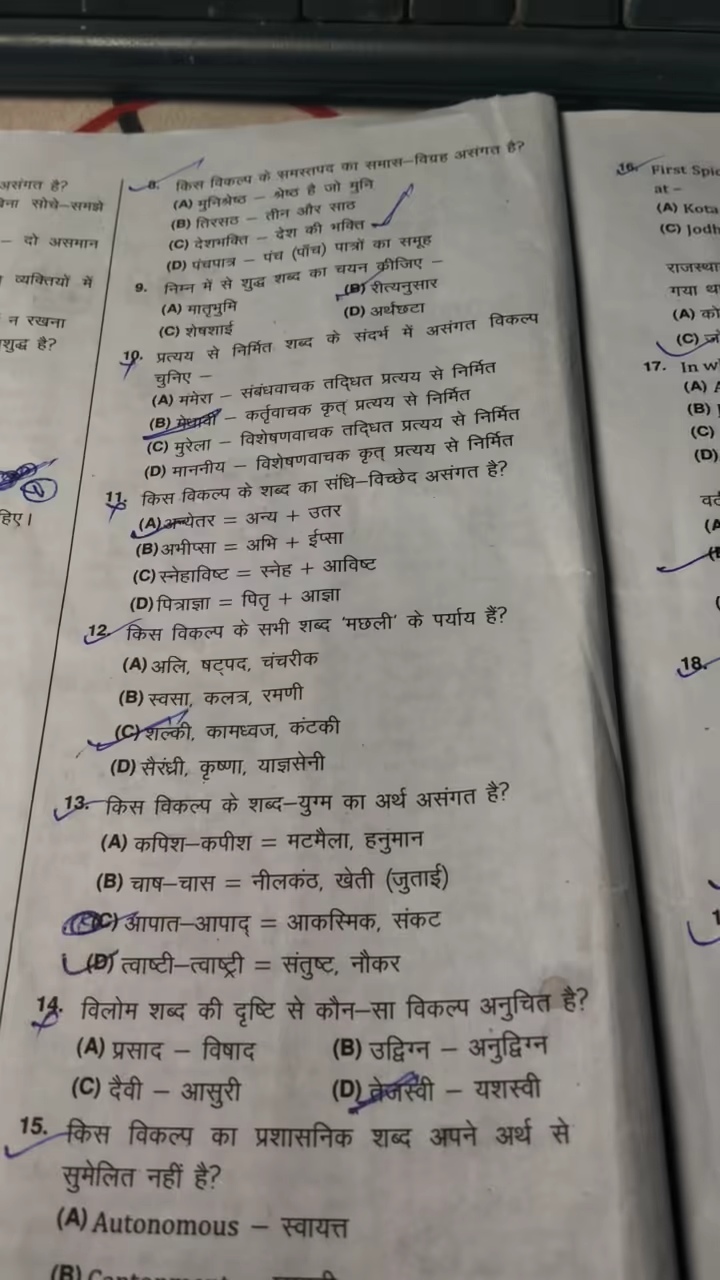 असंगत है?
बिना सोचे–समझे
– दो असमान
व्यक्तियों में
न रखना
शुद्ध है?
हिए।
8. किस विकल्प के समस्तपद का समास–विग्रह असंगत है?
(A) मुनिश्रेष्ठ – श्रेष्ठ है जो मुनि
(B) तिरसठ – तीन और साठ
(C) देशभक्ति – देश की भक्ति
(D) पंचपात्र – पंच (पाँच) पात्रों का समूह
9. निम्न में से शुद्ध शब्द का चयन कीजिए –
(A) मातृभुमि (B) रीत्यनुसार
(C) शेषशाई (D) अर्थछटा
10. प्रत्यय से निर्मित शब्द के संदर्भ में असंगत विकल्प
चुनिए –
(A) ममेरा – संबंधवाचक तद्धित प्रत्यय से निर्मित
(B) मेधावी – कर्तृवाचक कृत् प्रत्यय से निर्मित
(C) मुरेला – विशेषणवाचक तद्धित प्रत्यय से निर्मित
(D) माननीय – विशेषणवाचक कृत् प्रत्यय से निर्मित
11. किस विकल्प के शब्द का संधि–विच्छेद असंगत है?
(A) अन्येतर = अन्य + उतर
(B) अभीप्सा = अभि + ईप्सा
(C) स्नेहाविष्ट = स्नेह + आविष्ट
(D) पित्राज्ञा = पितृ + आज्ञा
12. किस विकल्प के सभी शब्द 'मछली' के पर्याय हैं?
(A) अलि, षट्पद, चंचरीक
(B) स्वसा, कलत्र, रमणी
(C) शल्की, कामध्वज, कंटकी
(D) सैरंध्री, कृष्णा, याज्ञसेनी
13. किस विकल्प के शब्द–युग्म का अर्थ असंगत है?
(A) कपिश–कपीश = मटमैला, हनुमान
(B) चाष–चास = नीलकंठ, खेती (जुताई)
(C) आपात–आपाद् = आकस्मिक, संकट
(D) त्वाष्टी–त्वाष्ट्री = संतुष्ट, नौकर
14. विलोम शब्द की दृष्टि से कौन–सा विकल्प अनुचित है?
(A) प्रसाद – विषाद (B) उद्विग्न – अनुद्विग्न
(C) दैवी – आसुरी (D) तेजस्वी – यशस्वी
15. किस विकल्प का प्रशासनिक शब्द अपने अर्थ से
सुमेलित नहीं है?
(A) Autonomous – स्वायत्त
(B)
16. First
at –
(A) Kota
(C)
गया
(A)
(C)
17. In
(A)
(B)
(C)
(D)
(A
18.